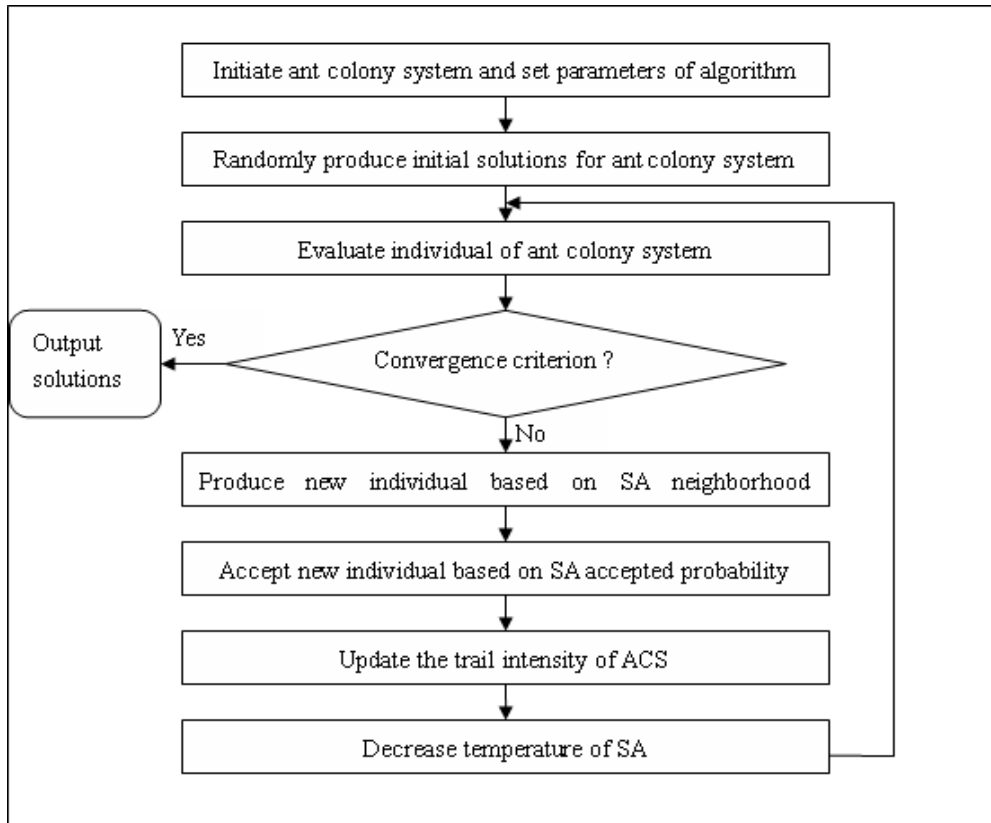 Initiate ant colony system and set parameters of algorithm
Randomly produce initial solutions for ant colony system
Evaluate individual of ant colony system
Output
solutions
Yes
Convergence criterion ?
No
Produce new individual based on SA neighborhood
Accept new individual based on SA accepted probability
Update the trail intensity of ACS
Decrease temperature of SA